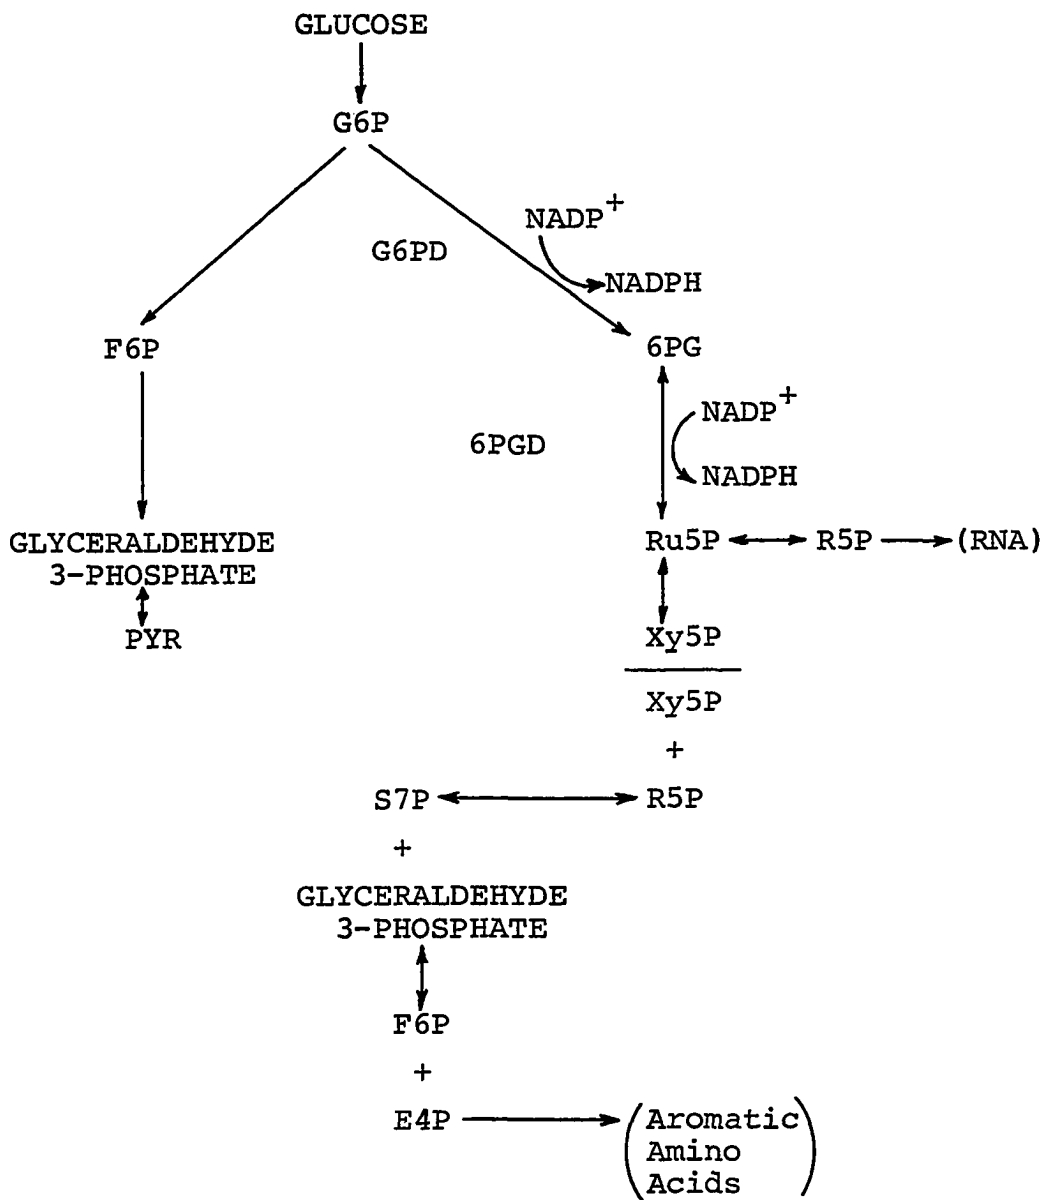 GLUCOSE
G6P
NADP+
G6PD
NADPH
F6P
6PG
NADP+
6PGD
NADPH
GLYCERALDEHYDE
3-PHOSPHATE
Ru5P
R5P
(RNA)
PYR
Xy5P
Xy5P
+
S7P
R5P
+
GLYCERALDEHYDE
3-PHOSPHATE
F6P
+
E4P
(Aromatic
Amino
Acids)